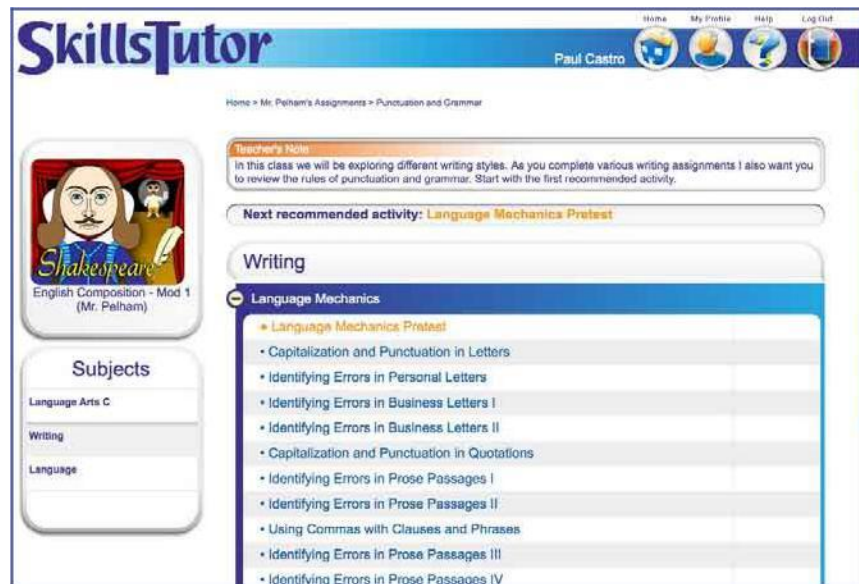 Home My Profile Help Log Out
SkillsTutor
Paul Castro
Home > Mr. Pelham's Assignments > Punctuation and Grammar
Teacher's Note
In this class we will be exploring different writing styles. As you complete various writing assignments I also want you
to review the rules of punctuation and grammar. Start with the first recommended activity.
Next recommended activity: Language Mechanics Pretest
Shakespeare
English Composition - Mod 1
(Mr. Pelham)
Subjects
Language Arts C
Writing
Language
Writing
Language Mechanics
• Language Mechanics Pretest
• Capitalization and Punctuation in Letters
• Identifying Errors in Personal Letters
• Identifying Errors in Business Letters I
• Identifying Errors in Business Letters II
• Capitalization and Punctuation in Quotations
• Identifying Errors in Prose Passages I
• Identifying Errors in Prose Passages II
• Using Commas with Clauses and Phrases
• Identifying Errors in Prose Passages III
• Identifying Errors in Prose Passages IV